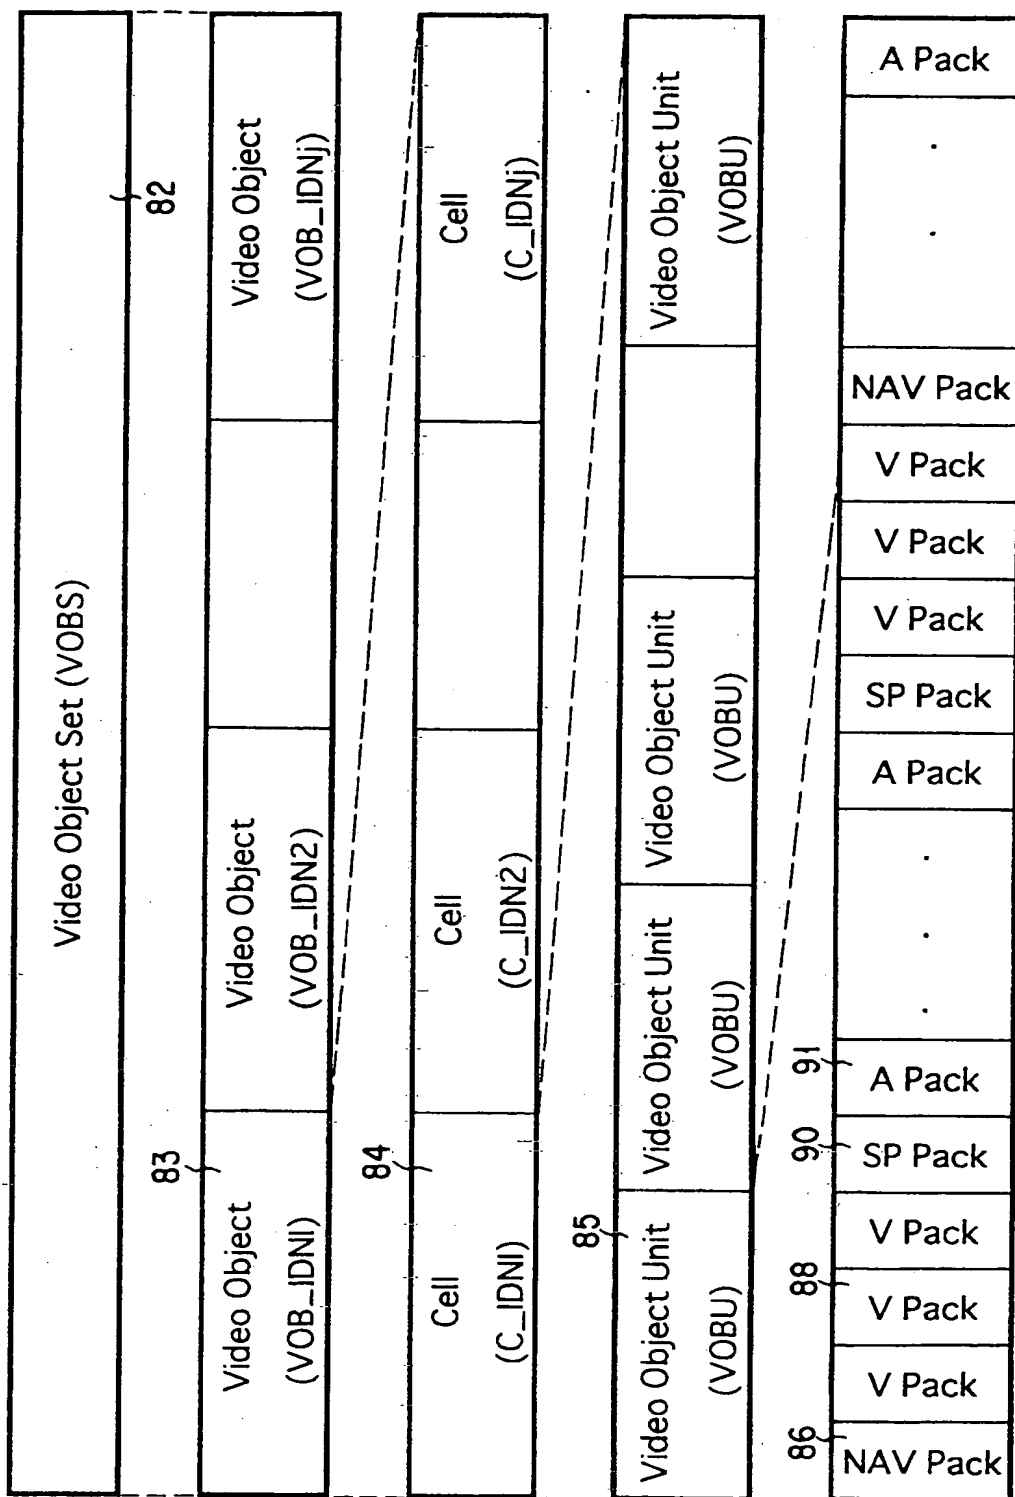 Video Object Set (VOBS)
82
83
Video Object
(VOB_IDN1)
Video Object
(VOB_IDN2)
Video Object
(VOB_IDNj)
84
Cell
(C_IDN1)
Cell
(C_IDN2)
Cell
(C_IDNj)
85
Video Object Unit
(VOBU)
Video Object Unit
(VOBU)
Video Object Unit
(VOBU)
Video Object Unit
(VOBU)
86
88
90
91
NAV Pack
V Pack
V Pack
V Pack
SP Pack
A Pack
. . .
A Pack
SP Pack
V Pack
V Pack
V Pack
NAV Pack
. .
A Pack